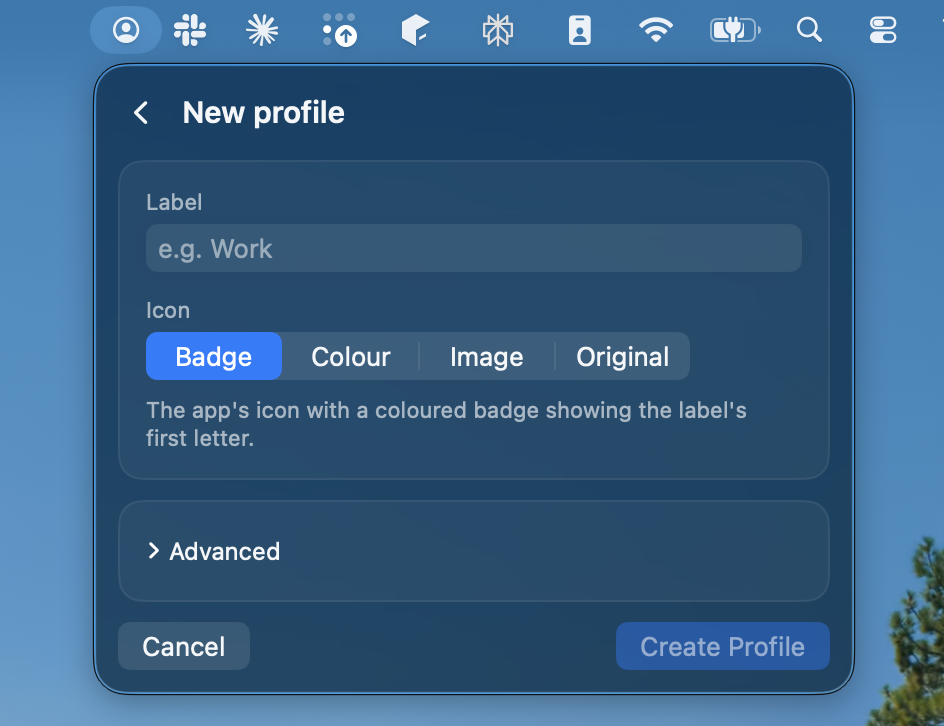 New profile
Label
e.g. Work
Icon
Badge Colour Image Original
The app's icon with a coloured badge showing the label's
first letter.
Advanced
Cancel Create Profile